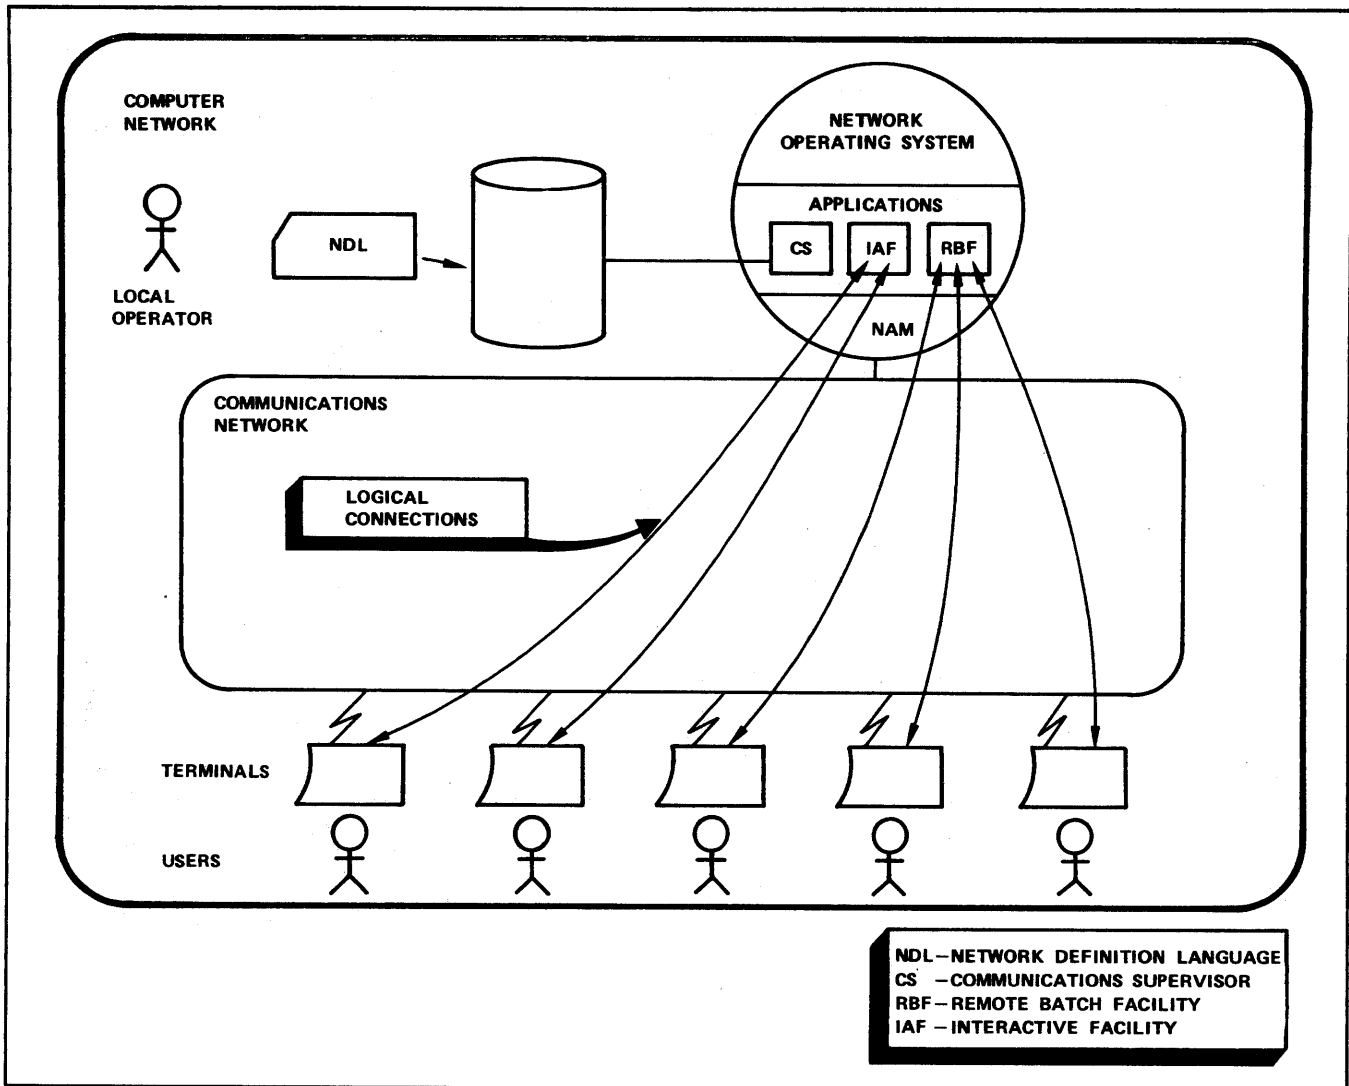 COMPUTER
NETWORK
NETWORK
OPERATING SYSTEM
APPLICATIONS
CS
IAF
RBF
NDL
LOCAL
OPERATOR
NAM
COMMUNICATIONS
NETWORK
LOGICAL
CONNECTIONS
TERMINALS
USERS
NDL—NETWORK DEFINITION LANGUAGE
CS —COMMUNICATIONS SUPERVISOR
RBF—REMOTE BATCH FACILITY
IAF —INTERACTIVE FACILITY